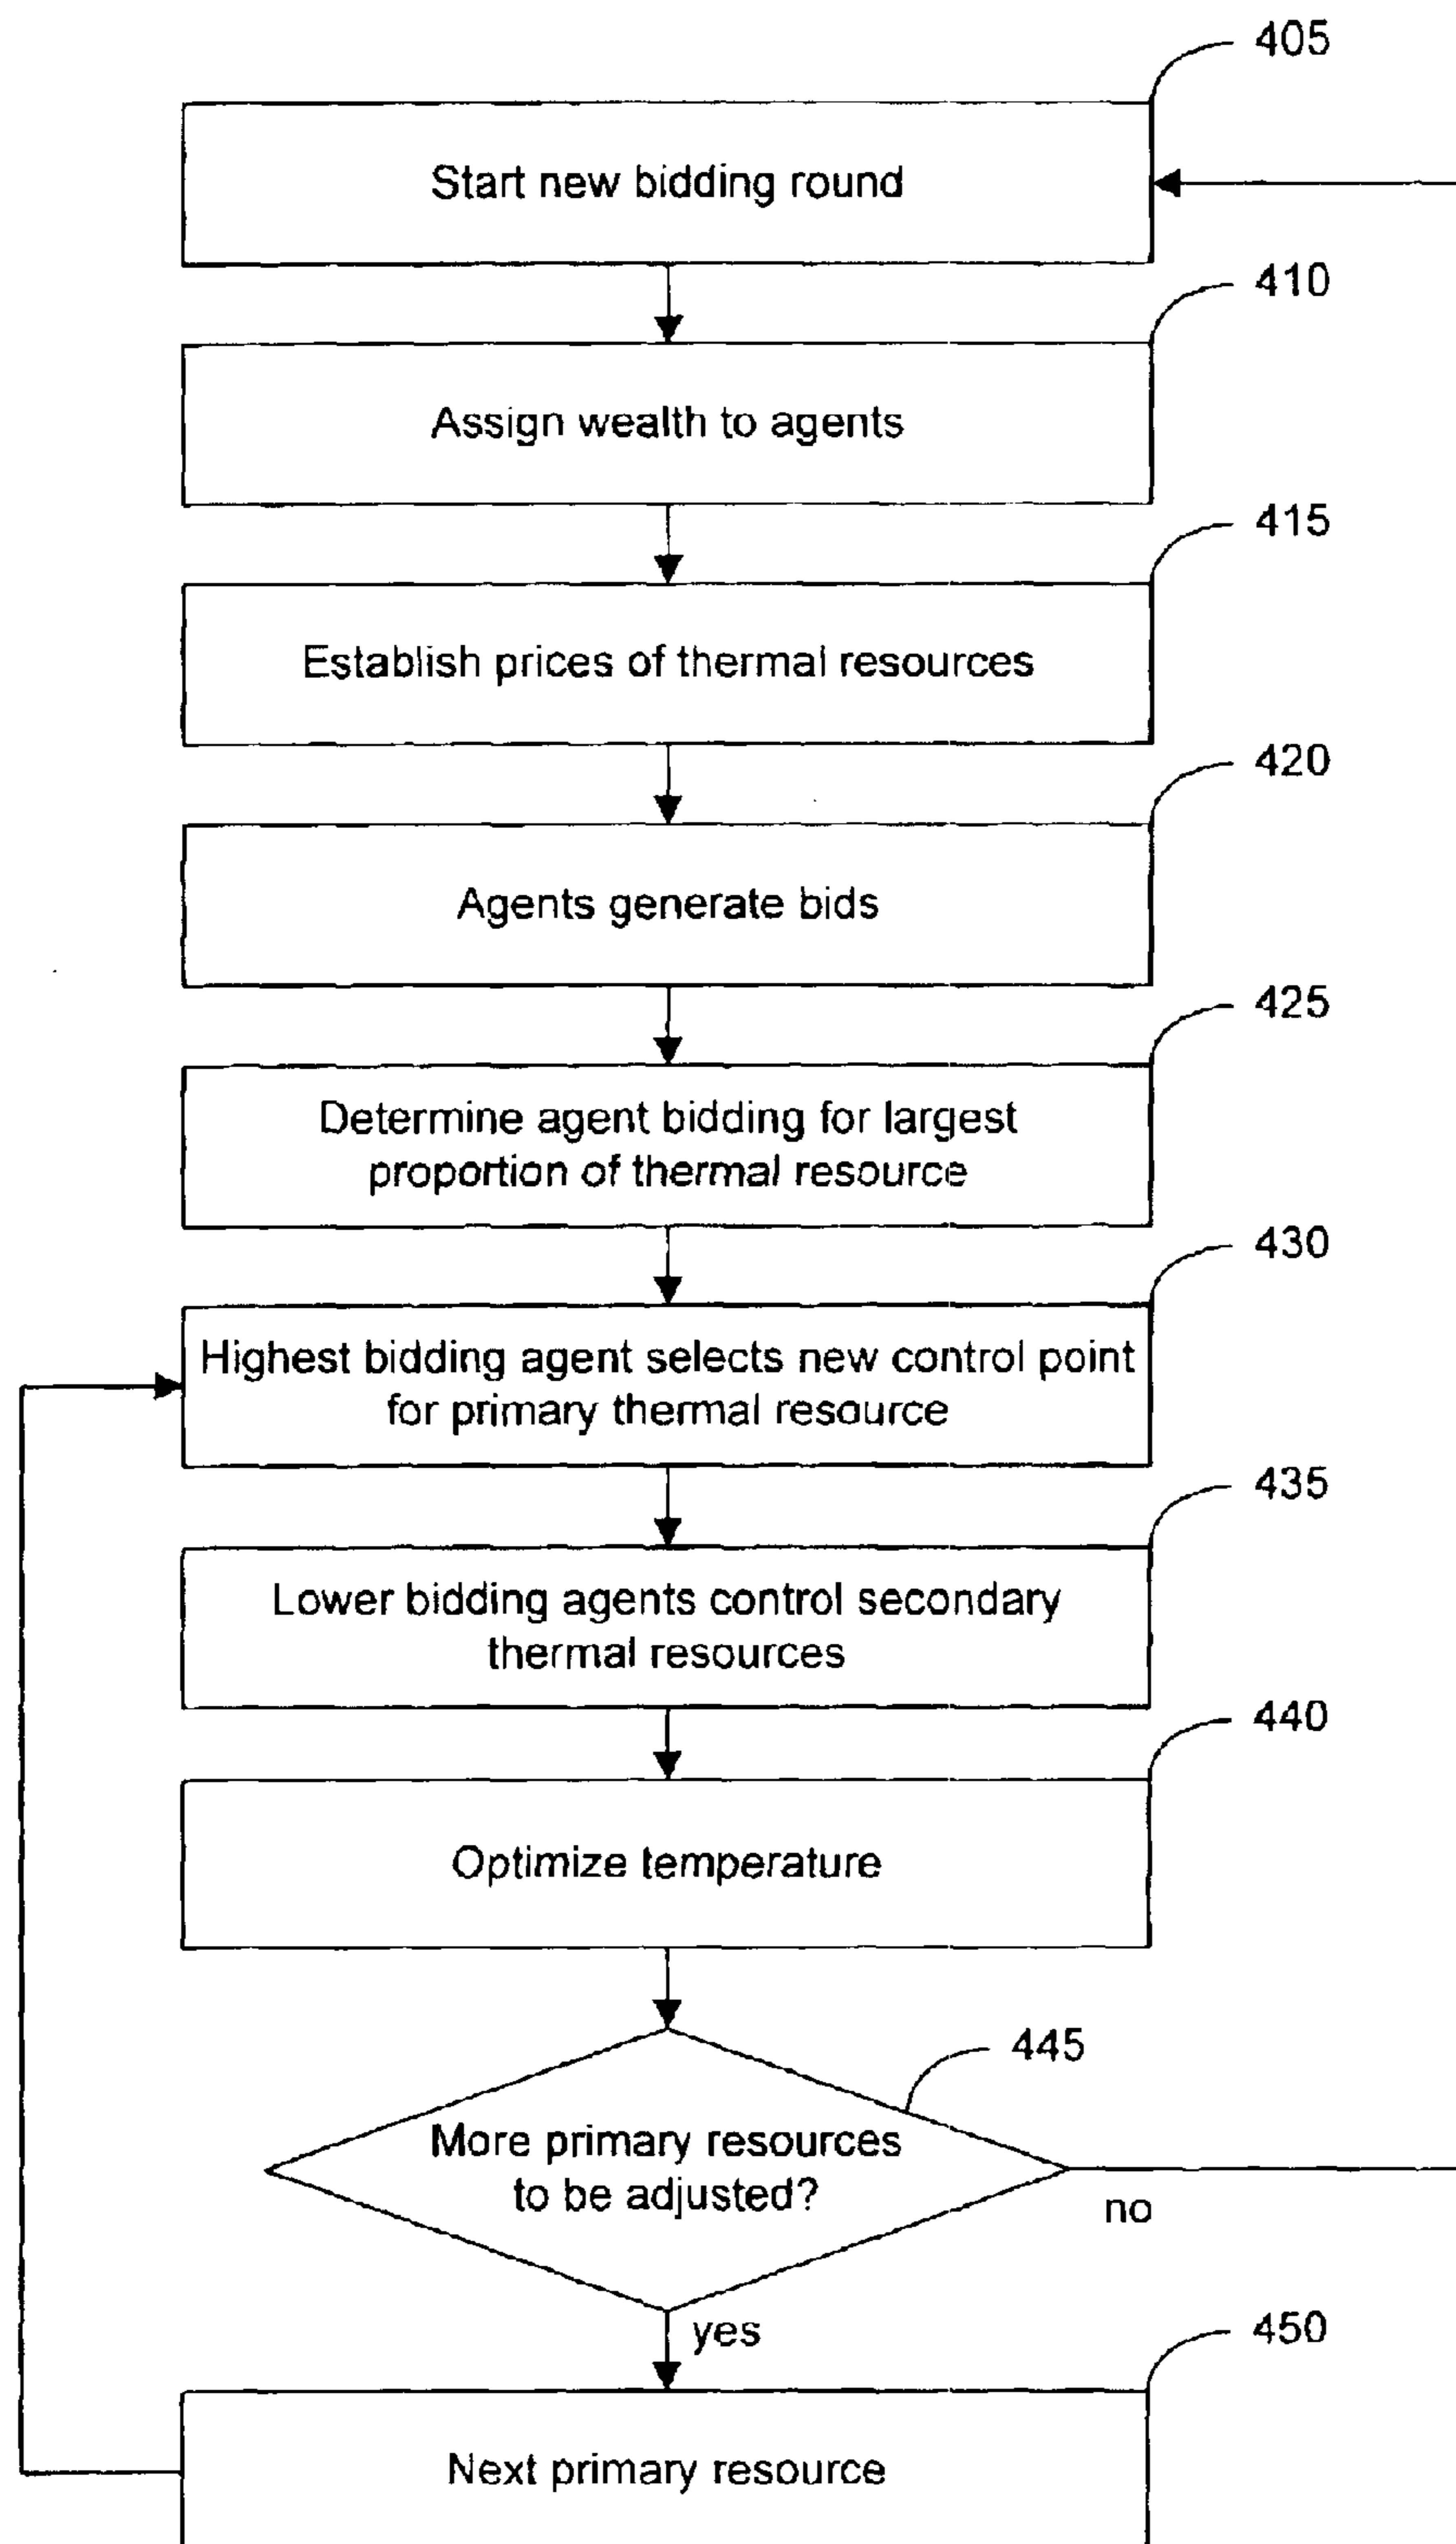 405
Start new bidding round
410
Assign wealth to agents
415
Establish prices of thermal resources
420
Agents generate bids
425
Determine agent bidding for largest
proportion of thermal resource
430
Highest bidding agent selects new control point
for primary thermal resource
435
Lower bidding agents control secondary
thermal resources
440
Optimize temperature
445
More primary resources
to be adjusted?
no
yes
450
Next primary resource